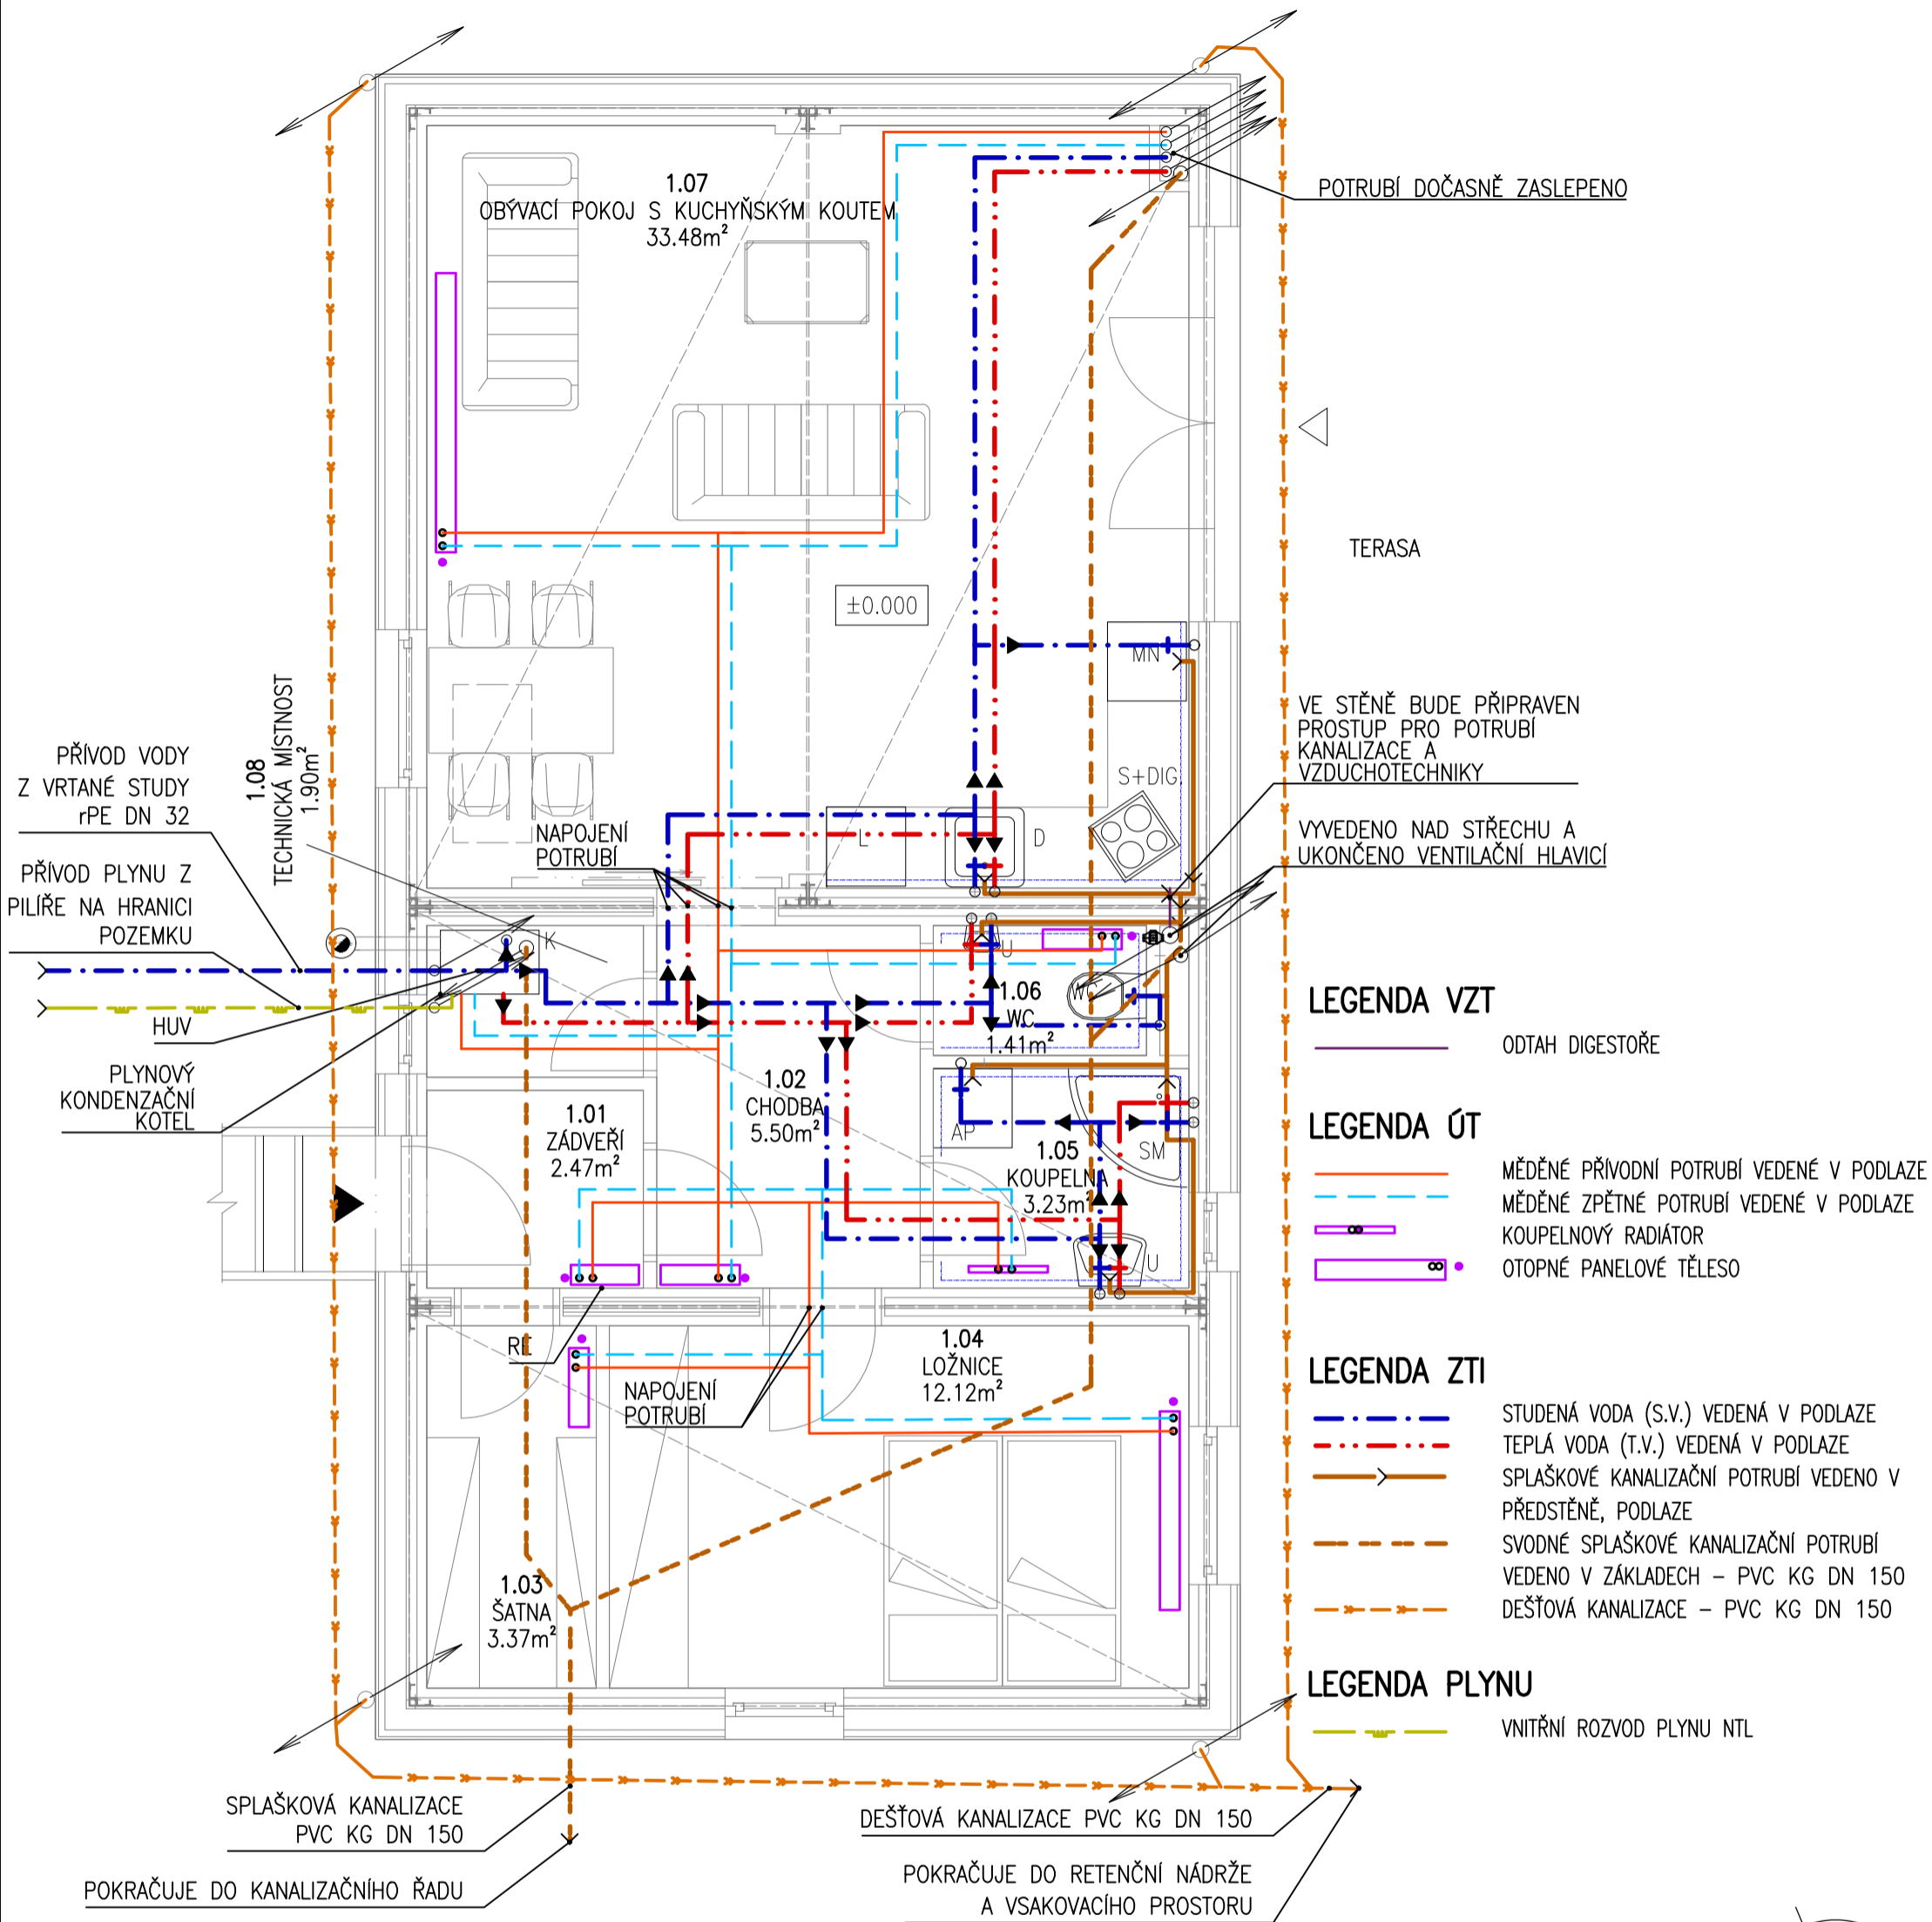 1.07
OBÝVACÍ POKOJ S KUCHYŇSKÝM KOUTEM
33.48m²
POTRUBÍ DOČASNĚ ZASLEPENO
±0.000
TERASA
MN
S+DIG
L
D
VE STĚNĚ BUDE PŘIPRAVEN
PROSTUP PRO POTRUBÍ
KANALIZACE A
VZDUCHOTECHNIKY
VYVEDENO NAD STŘECHU A
UKONČENO VENTILAČNÍ HLAVICÍ
1.08
TECHNICKÁ MÍSTNOST
1.90m²
PŘÍVOD VODY
Z VRTANÉ STUDY
rPE DN 32
PŘÍVOD PLYNU Z
PILÍŘE NA HRANICI
POZEMKU
HUV
PLYNOVÝ
KONDENZAČNÍ
KOTEL
NAPOJENÍ
POTRUBÍ
K
U
1.06
WC
1.41m²
1.02
CHODBA
5.50m²
1.01
ZÁDVEŘÍ
2.47m²
AP
SM
1.05
KOUPELNA
3.23m²
U
RE
NAPOJENÍ
POTRUBÍ
1.04
LOŽNICE
12.12m²
1.03
ŠATNA
3.37m²
LEGENDA VZT
ODTAH DIGESTOŘE
LEGENDA ÚT
MĚDĚNÉ PŘÍVODNÍ POTRUBÍ VEDENÉ V PODLAZE
MĚDĚNÉ ZPĚTNÉ POTRUBÍ VEDENÉ V PODLAZE
KOUPELNOVÝ RADIÁTOR
OTOPNÉ PANELOVÉ TĚLESO
LEGENDA ZTI
STUDENÁ VODA (S.V.) VEDENÁ V PODLAZE
TEPLÁ VODA (T.V.) VEDENÁ V PODLAZE
SPLAŠKOVÉ KANALIZAČNÍ POTRUBÍ VEDENO V
PŘEDSTĚNĚ, PODLAZE
SVODNÉ SPLAŠKOVÉ KANALIZAČNÍ POTRUBÍ
VEDENO V ZÁKLADECH – PVC KG DN 150
DEŠŤOVÁ KANALIZACE – PVC KG DN 150
LEGENDA PLYNU
VNITŘNÍ ROZVOD PLYNU NTL
SPLAŠKOVÁ KANALIZACE
PVC KG DN 150
POKRAČUJE DO KANALIZAČNÍHO ŘADU
DEŠŤOVÁ KANALIZACE PVC KG DN 150
POKRAČUJE DO RETENČNÍ NÁDRŽE
A VSAKOVACÍHO PROSTORU